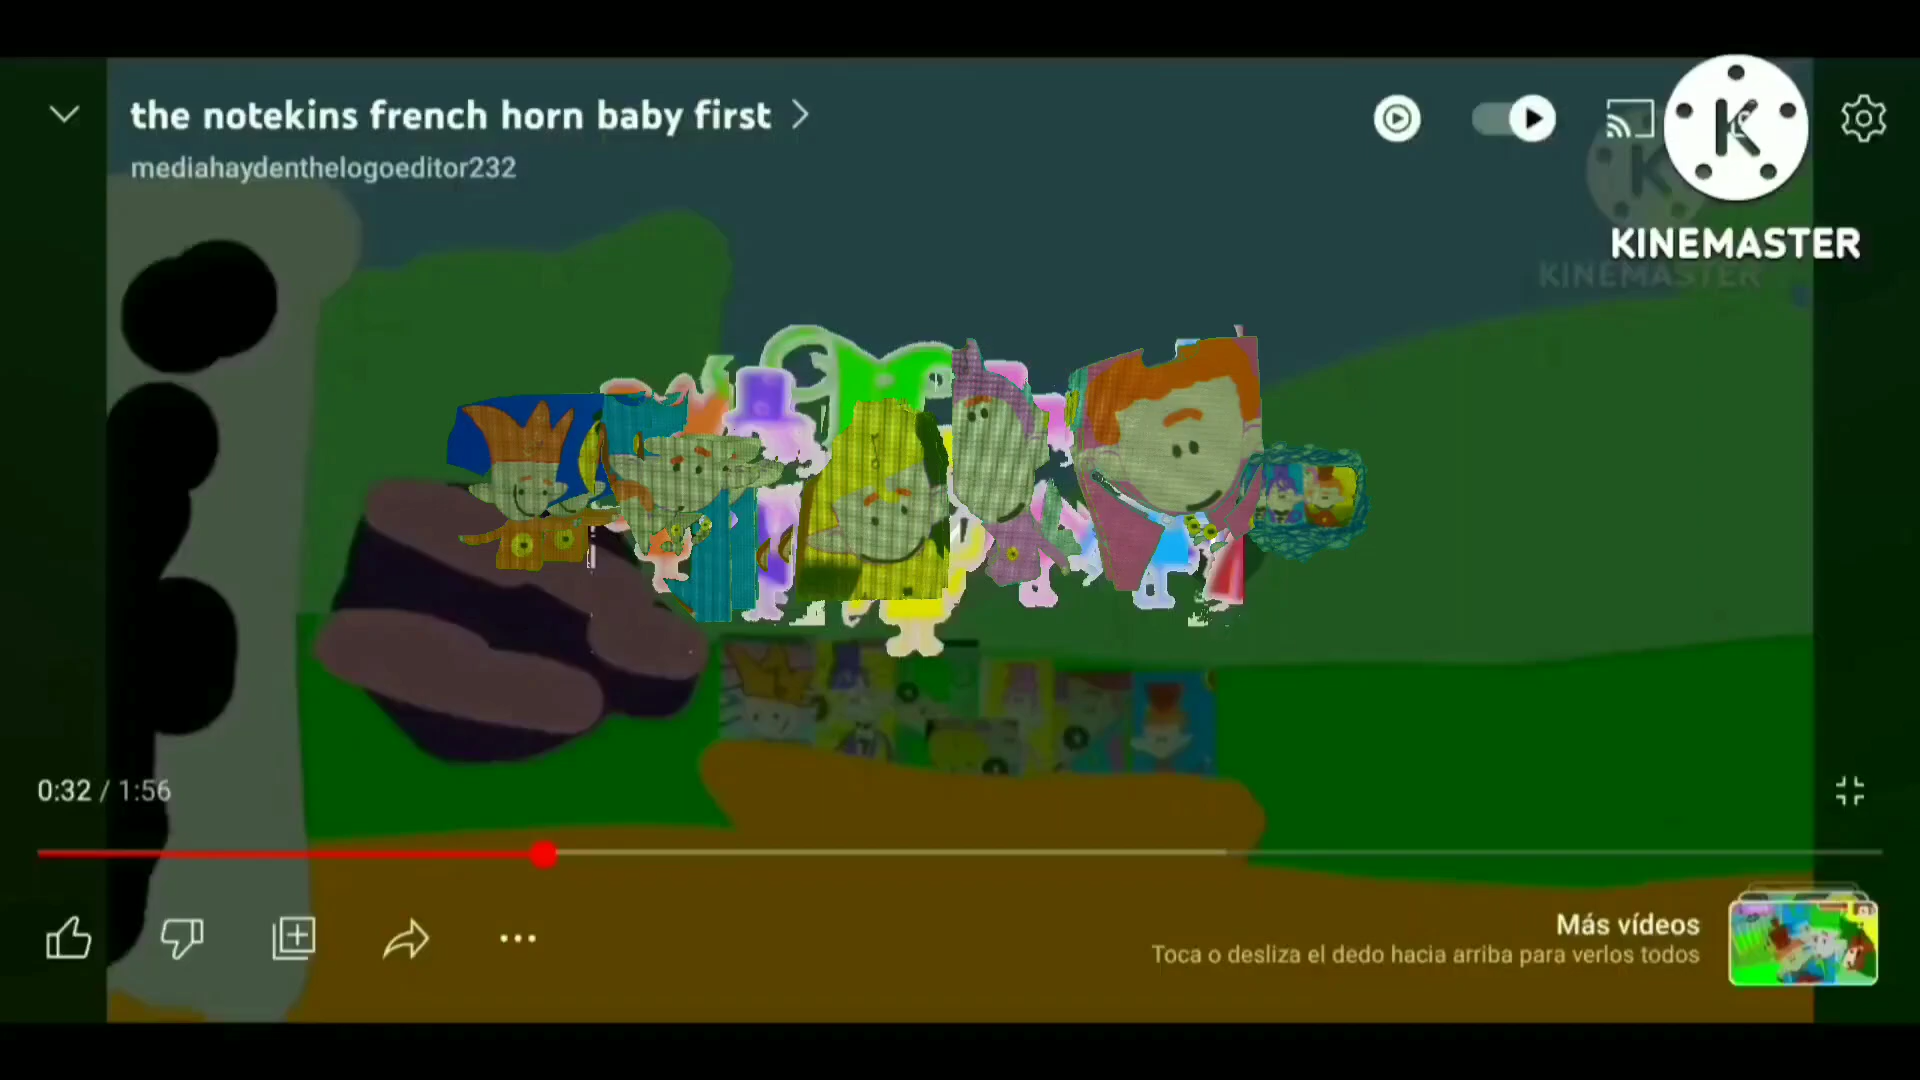 the notekins french horn baby first
mediahaydenthelogoeditor232
K
KINEMASTER
K
KINEMASTER
0:32 / 1:56
Más vídeos
Toca o desliza el dedo hacia arriba para verlos todos